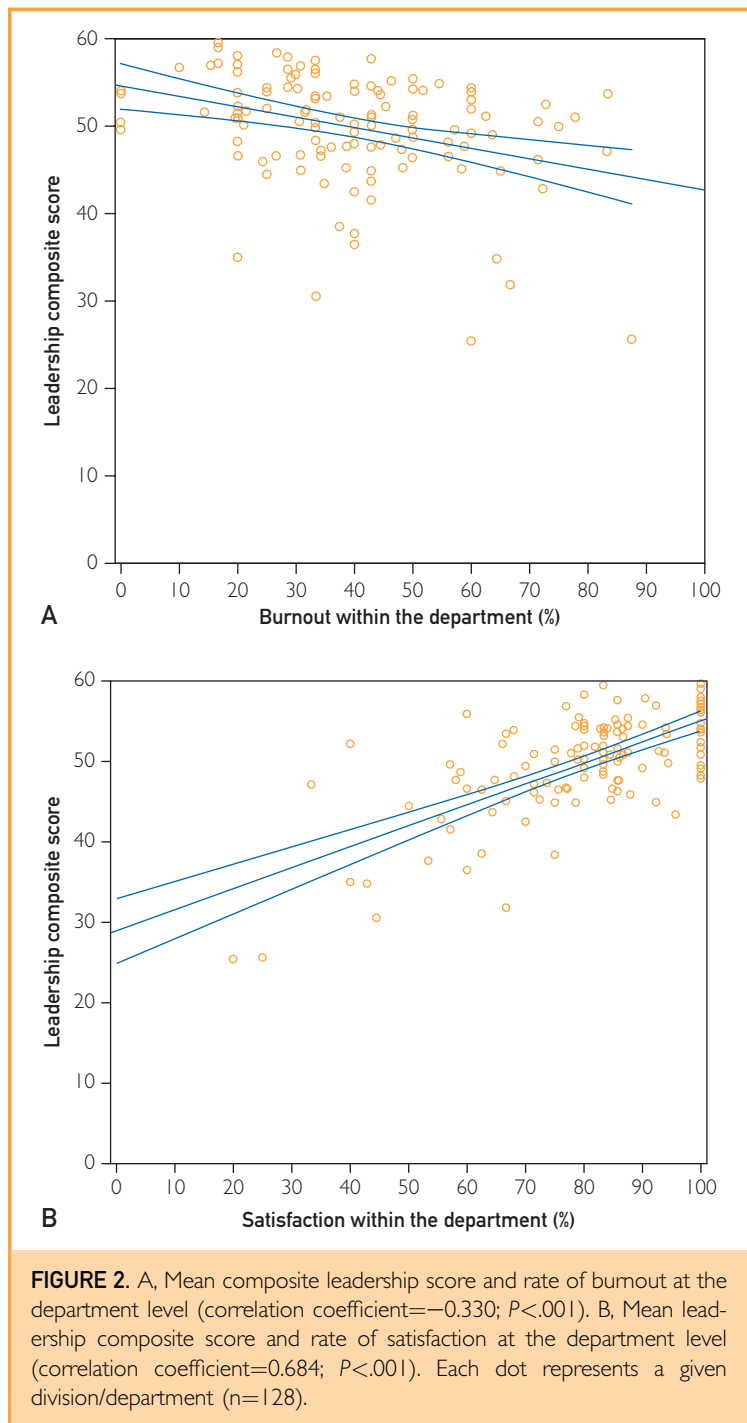 60
50
40
30
20
10
0
Leadership composite score
0 10 20 30 40 50 60 70 80 90 100
A
Burnout within the department (%)
60
50
40
30
20
10
0
Leadership composite score
0 10 20 30 40 50 60 70 80 90 100
B
Satisfaction within the department (%)
FIGURE 2. A, Mean composite leadership score and rate of burnout at the
department level (correlation coefficient=−0.330; P<.001). B, Mean lead-
ership composite score and rate of satisfaction at the department level
(correlation coefficient=0.684; P<.001). Each dot represents a given
division/department (n=128).